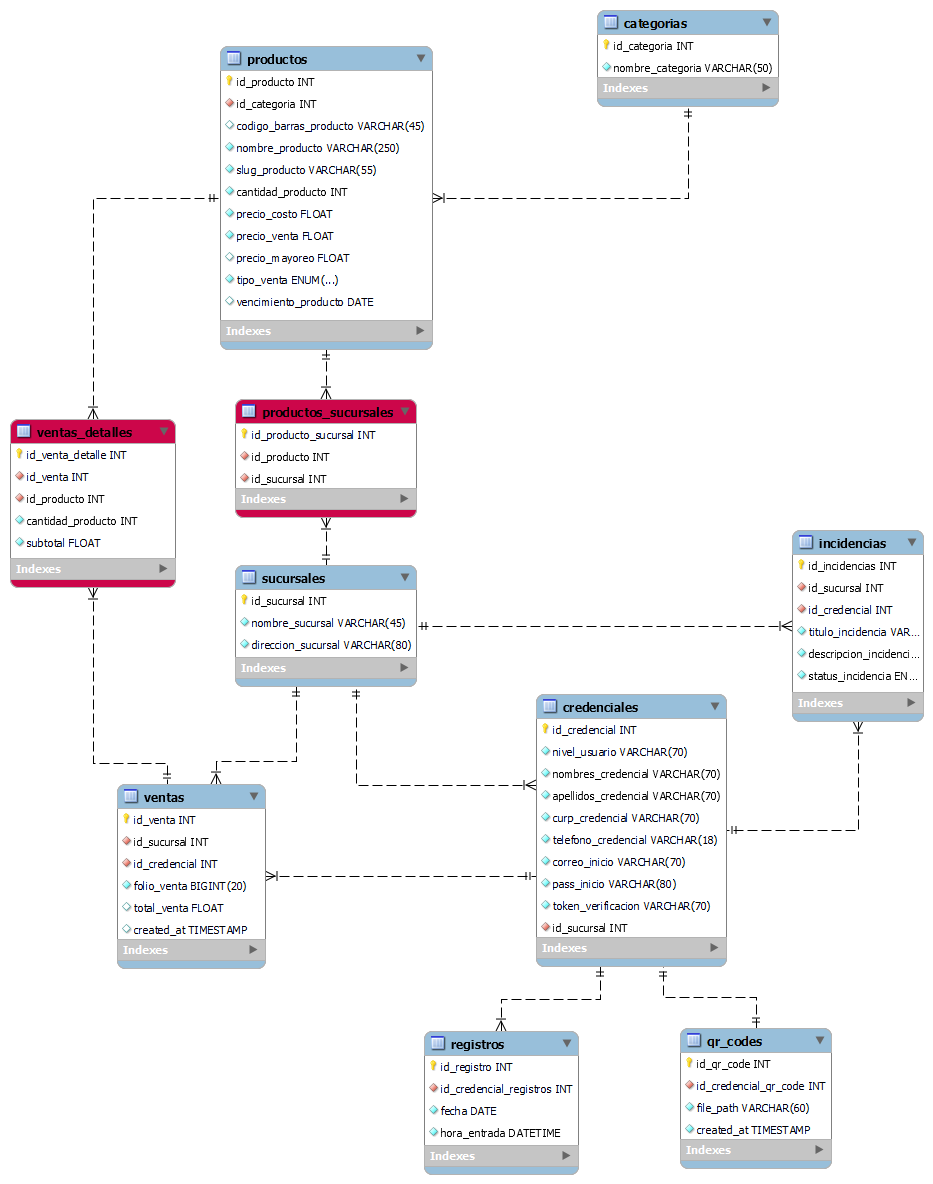 categorias
id_categoria INT
nombre_categoria VARCHAR(50)
Indexes
productos
id_producto INT
id_categoria INT
codigo_barras_producto VARCHAR(45)
nombre_producto VARCHAR(250)
slug_producto VARCHAR(55)
cantidad_producto INT
precio_costo FLOAT
precio_venta FLOAT
precio_mayoreo FLOAT
tipo_venta ENUM(...)
vencimiento_producto DATE
Indexes
productos_sucursales
id_producto_sucursal INT
id_producto INT
id_sucursal INT
Indexes
ventas_detalles
id_venta_detalle INT
id_venta INT
id_producto INT
cantidad_producto INT
subtotal FLOAT
Indexes
sucursales
id_sucursal INT
nombre_sucursal VARCHAR(45)
direccion_sucursal VARCHAR(80)
Indexes
incidencias
id_incidencias INT
id_sucursal INT
id_credencial INT
titulo_incidencia VAR...
descripcion_incidenci...
status_incidencia EN...
Indexes
credenciales
id_credencial INT
nivel_usuario VARCHAR(70)
nombres_credencial VARCHAR(70)
apellidos_credencial VARCHAR(70)
curp_credencial VARCHAR(70)
telefono_credencial VARCHAR(18)
correo_inicio VARCHAR(70)
pass_inicio VARCHAR(80)
token_verificacion VARCHAR(70)
id_sucursal INT
Indexes
ventas
id_venta INT
id_sucursal INT
id_credencial INT
folio_venta BIGINT(20)
total_venta FLOAT
created_at TIMESTAMP
Indexes
registros
id_registro INT
id_credencial_registros INT
fecha DATE
hora_entrada DATETIME
Indexes
qr_codes
id_qr_code INT
id_credencial_qr_code INT
file_path VARCHAR(60)
created_at TIMESTAMP
Indexes